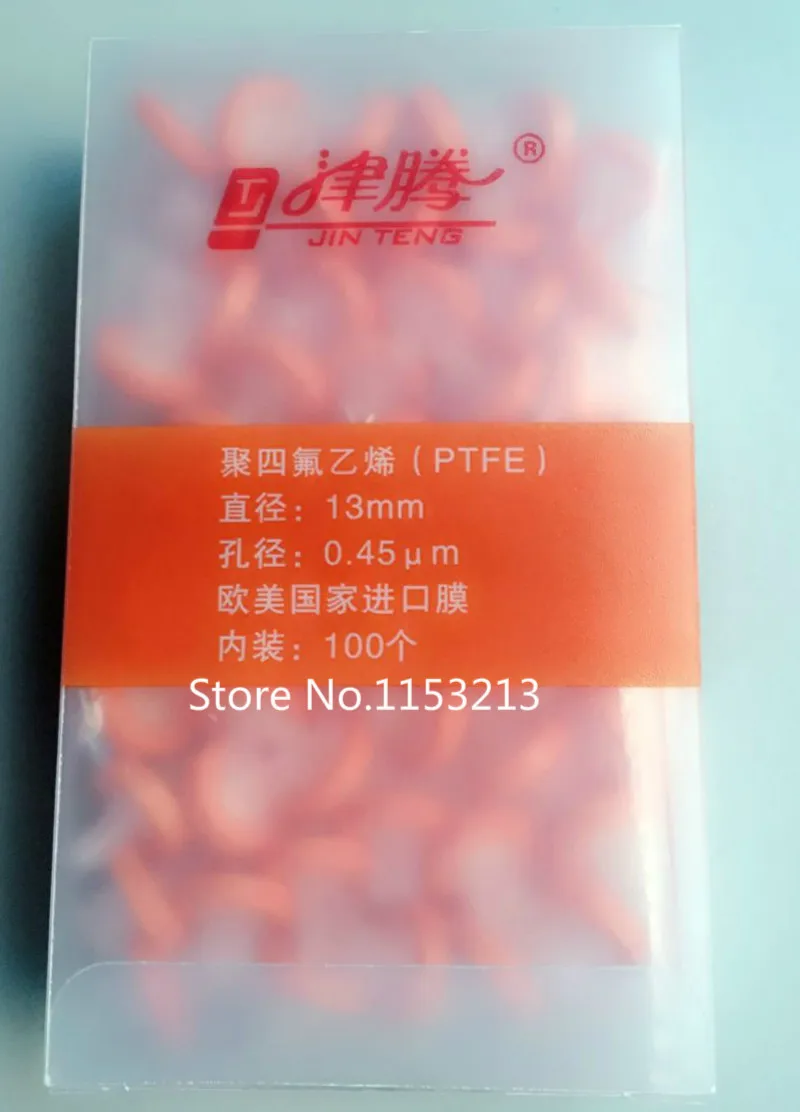 津腾®
JIN TENG
聚四氟乙烯（PTFE）
直径：13mm
孔径：0.45μm
欧美国家进口膜
内装：100个
Store No.1153213